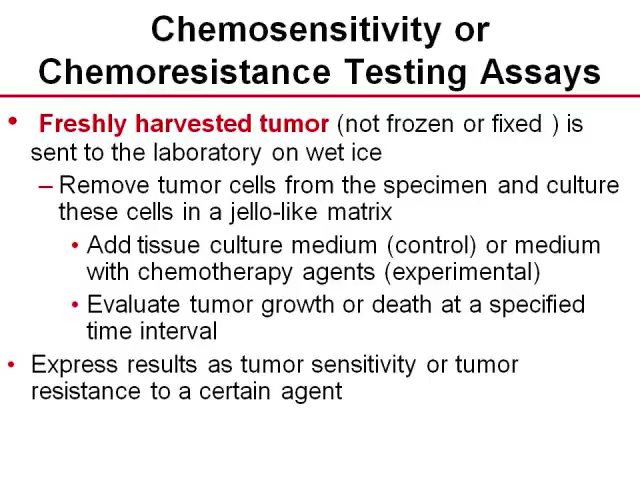 Chemosensitivity or
Chemoresistance Testing Assays
• Freshly harvested tumor (not frozen or fixed ) is
sent to the laboratory on wet ice
– Remove tumor cells from the specimen and culture
these cells in a jello-like matrix
• Add tissue culture medium (control) or medium
with chemotherapy agents (experimental)
• Evaluate tumor growth or death at a specified
time interval
• Express results as tumor sensitivity or tumor
resistance to a certain agent